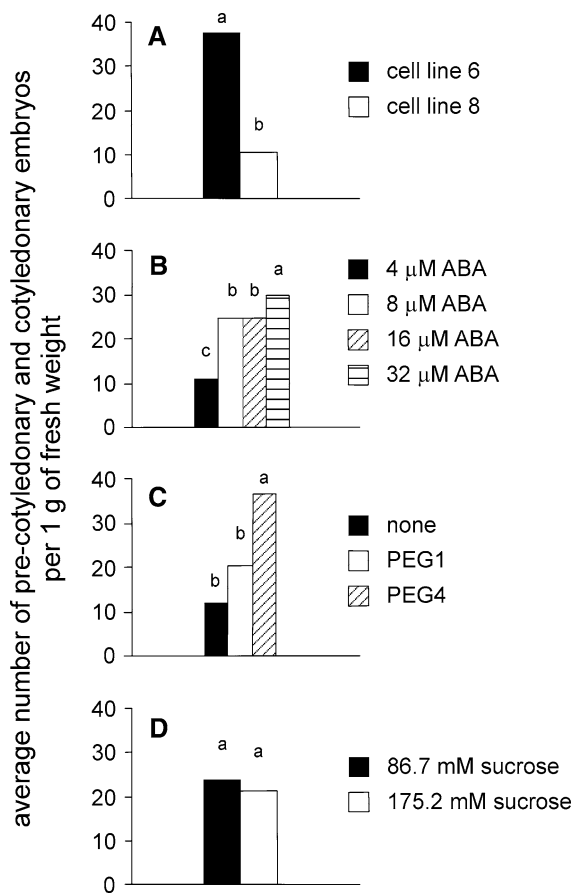 average number of pre-cotyledonary and cotyledonary embryos
per 1 g of fresh weight
A
40
30
20
10
0
a
b
cell line 6
cell line 8
B
40
30
20
10
0
c
b b
a
4 μM ABA
8 μM ABA
16 μM ABA
32 μM ABA
C
40
30
20
10
0
b
b
a
none
PEG1
PEG4
D
40
30
20
10
0
a
a
86.7 mM sucrose
175.2 mM sucrose